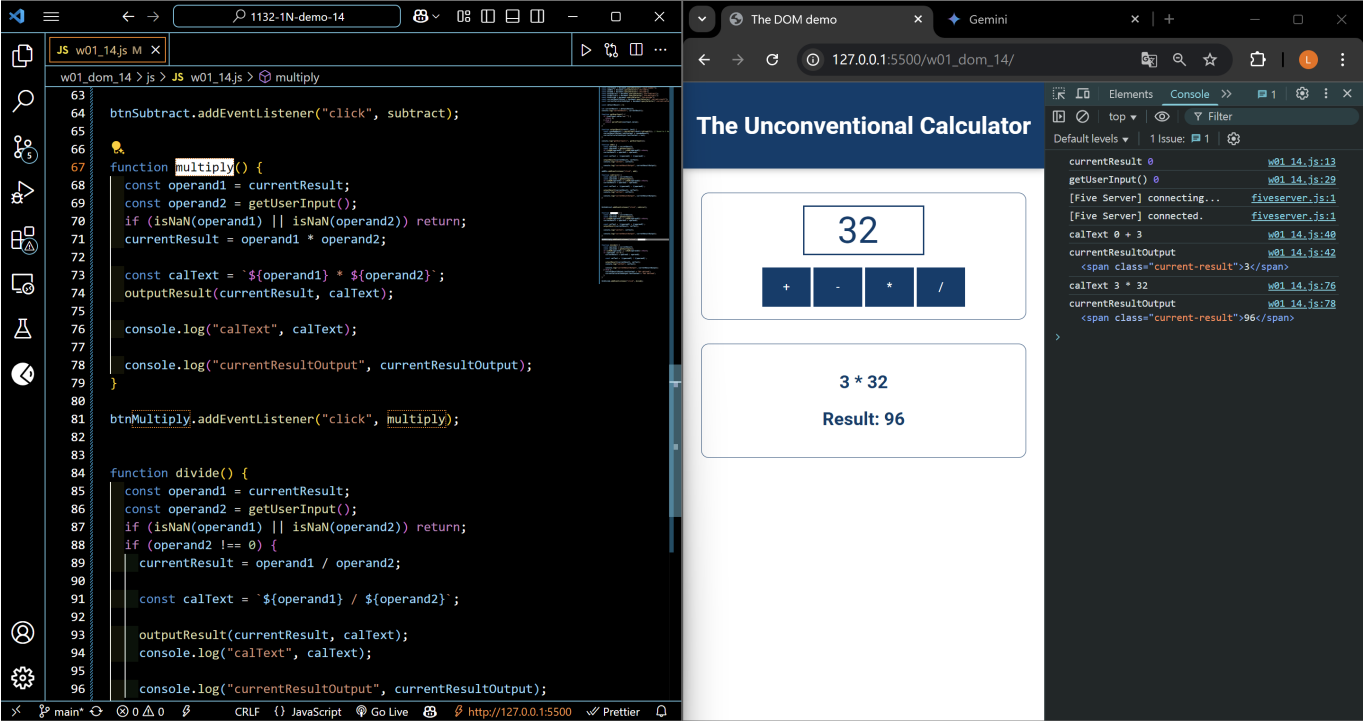 1132-1N-demo-14
JS w01_14.js M
w01_dom_14 > js > JS w01_14.js > multiply
63
64 btnSubtract.addEventListener("click", subtract);
65
66
67 function multiply() {
68 const operand1 = currentResult;
69 const operand2 = getUserInput();
70 if (isNaN(operand1) || isNaN(operand2)) return;
71 currentResult = operand1 * operand2;
72
73 const calText = `${operand1} * ${operand2}`;
74 outputResult(currentResult, calText);
75
76 console.log("calText", calText);
77
78 console.log("currentResultOutput", currentResultOutput);
79 }
80
81 btnMultiply.addEventListener("click", multiply);
82
83
84 function divide() {
85 const operand1 = currentResult;
86 const operand2 = getUserInput();
87 if (isNaN(operand1) || isNaN(operand2)) return;
88 if (operand2 !== 0) {
89 currentResult = operand1 / operand2;
90
91 const calText = `${operand1} / ${operand2}`;
92
93 outputResult(currentResult, calText);
94 console.log("calText", calText);
95
96 console.log("currentResultOutput", currentResultOutput);
5
main* 0 0 CRLF {} JavaScript Go Live http://127.0.0.1:5500 Prettier
The DOM demo
Gemini
127.0.0.1:5500/w01_dom_14/
L
The Unconventional Calculator
32
+ - * /
3 * 32
Result: 96
Elements Console 1
top Filter
Default levels 1 Issue: 1
currentResult 0 w01_14.js:13
getUserInput() 0 w01_14.js:29
[Five Server] connecting... fiveserver.js:1
[Five Server] connected. fiveserver.js:1
calText 0 + 3 w01_14.js:40
currentResultOutput w01_14.js:42
<span class="current-result">3</span>
calText 3 * 32 w01_14.js:76
currentResultOutput w01_14.js:78
<span class="current-result">96</span>